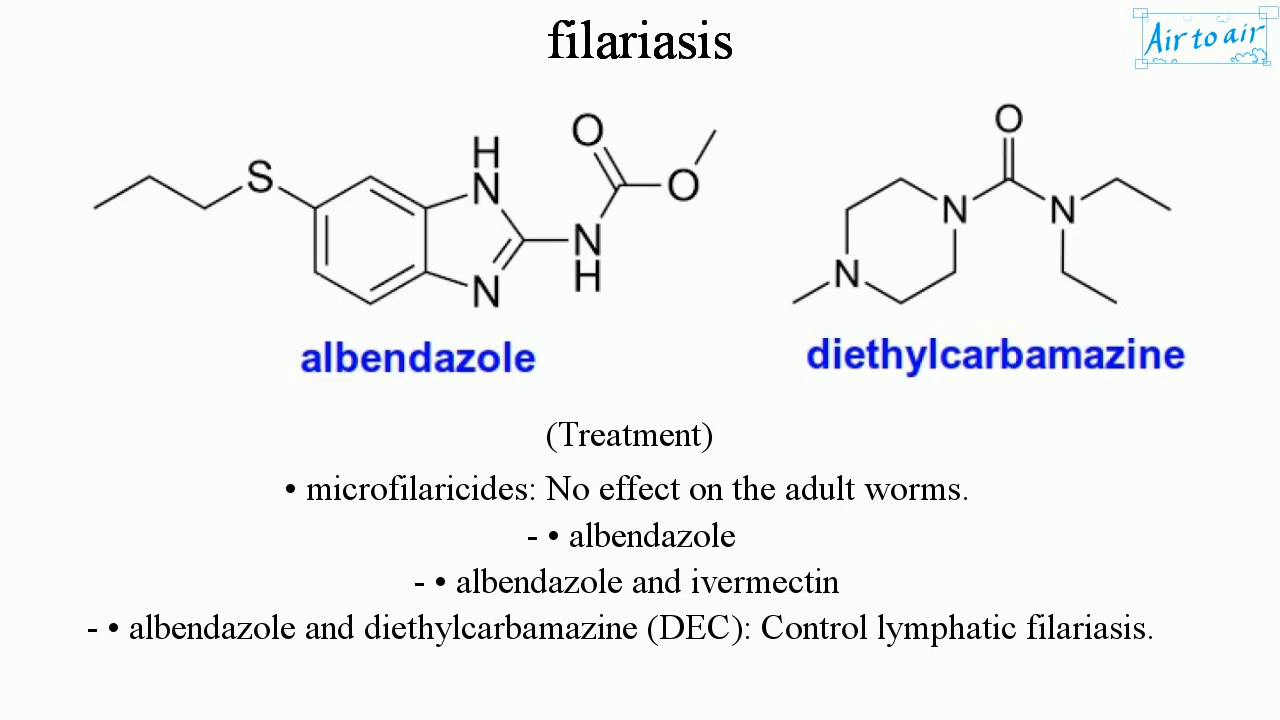 filariasis
Air to air
H
N
S
O
O
N
H
N
albendazole
O
N
N
N
diethylcarbamazine
(Treatment)
• microfilaricides: No effect on the adult worms.
- • albendazole
- • albendazole and ivermectin
- • albendazole and diethylcarbamazine (DEC): Control lymphatic filariasis.